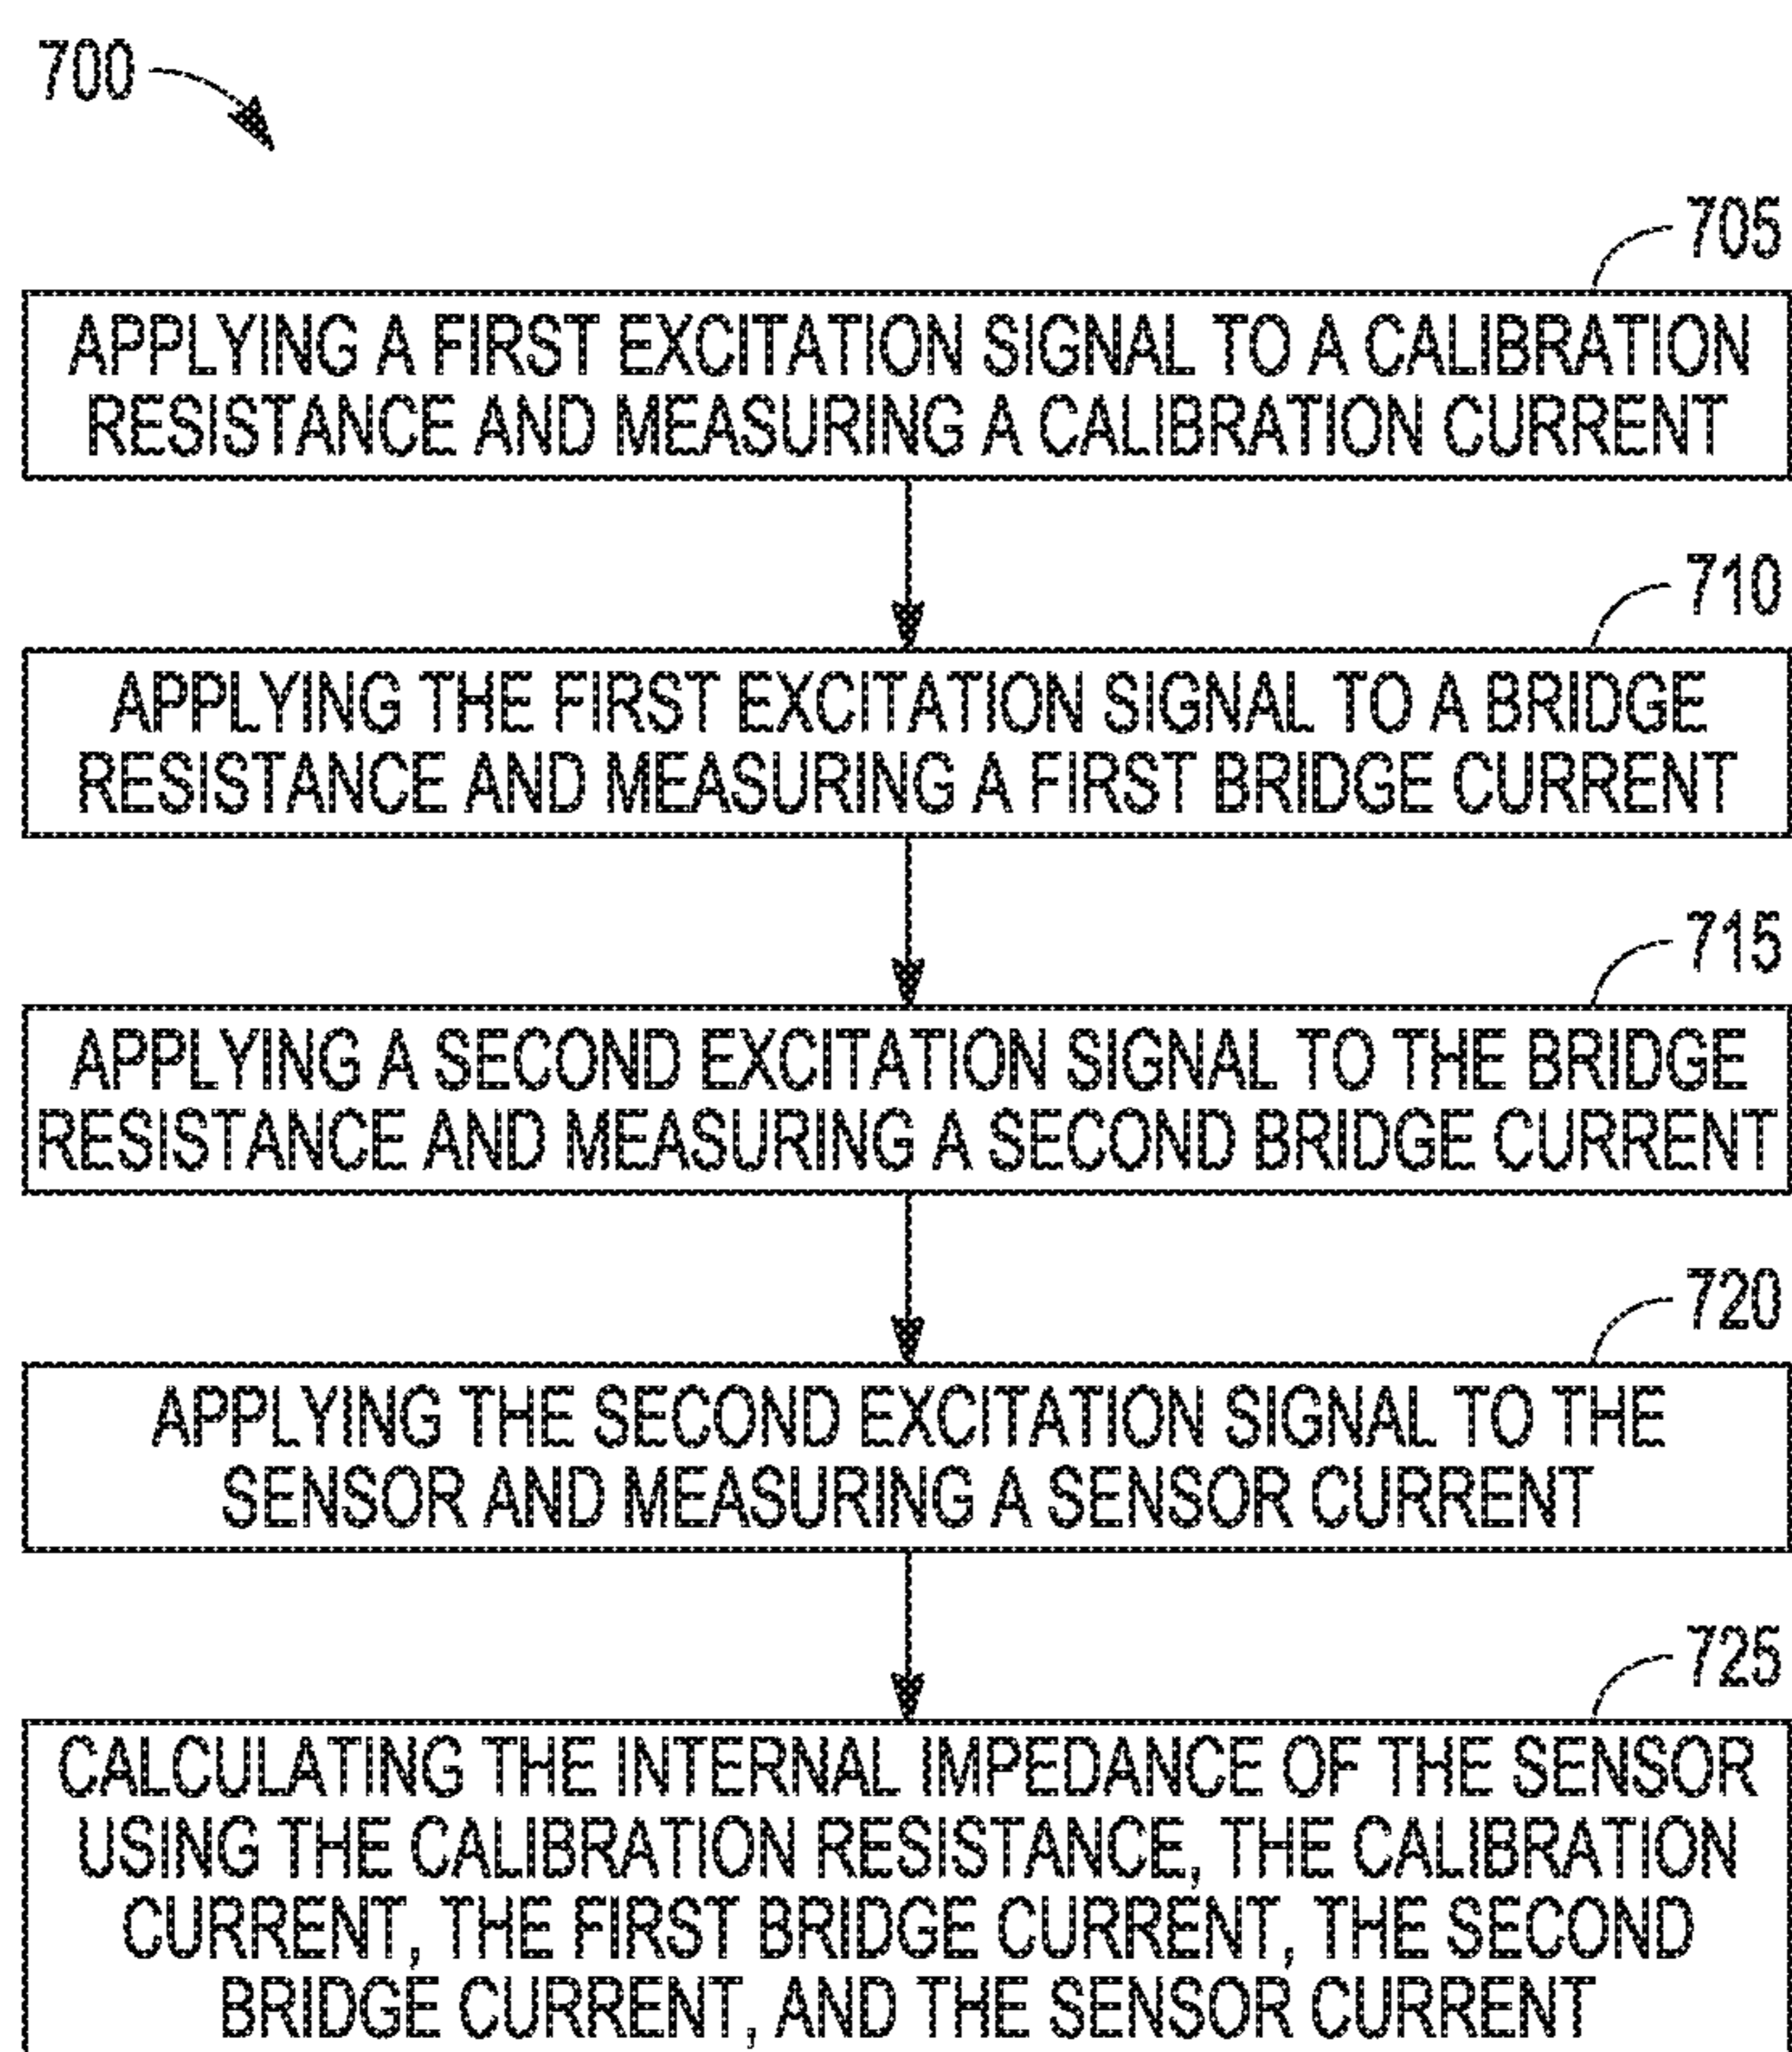 700
705
APPLYING A FIRST EXCITATION SIGNAL TO A CALIBRATION
RESISTANCE AND MEASURING A CALIBRATION CURRENT
710
APPLYING THE FIRST EXCITATION SIGNAL TO A BRIDGE
RESISTANCE AND MEASURING A FIRST BRIDGE CURRENT
715
APPLYING A SECOND EXCITATION SIGNAL TO THE BRIDGE
RESISTANCE AND MEASURING A SECOND BRIDGE CURRENT
720
APPLYING THE SECOND EXCITATION SIGNAL TO THE
SENSOR AND MEASURING A SENSOR CURRENT
725
CALCULATING THE INTERNAL IMPEDANCE OF THE SENSOR
USING THE CALIBRATION RESISTANCE, THE CALIBRATION
CURRENT, THE FIRST BRIDGE CURRENT, THE SECOND
BRIDGE CURRENT, AND THE SENSOR CURRENT